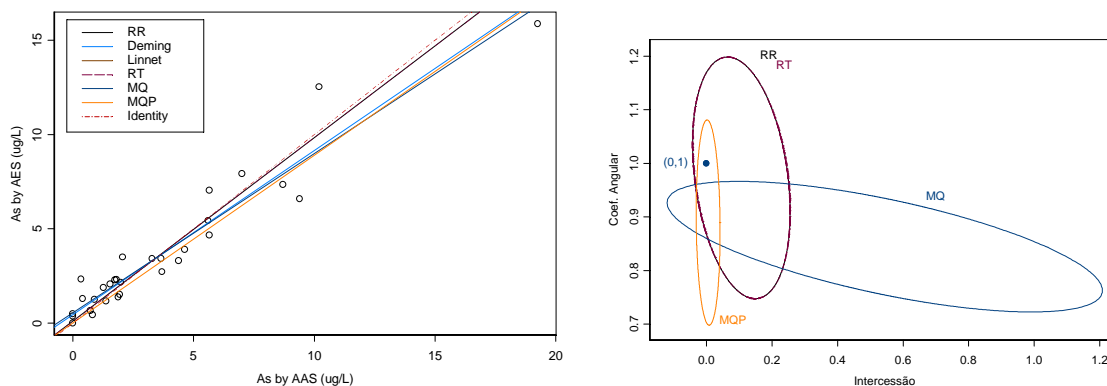 RR
Deming
Linnet
RT
MQ
MQP
Identity
As by AES (ug/L)
15
10
5
0
0 5 10 15 20
As by AAS (ug/L)
Coef. Angular
1.2
1.1
1.0
0.9
0.8
0.7
RR
RT
(0,1)
MQ
MQP
0.0 0.2 0.4 0.6 0.8 1.0 1.2
Intercessão